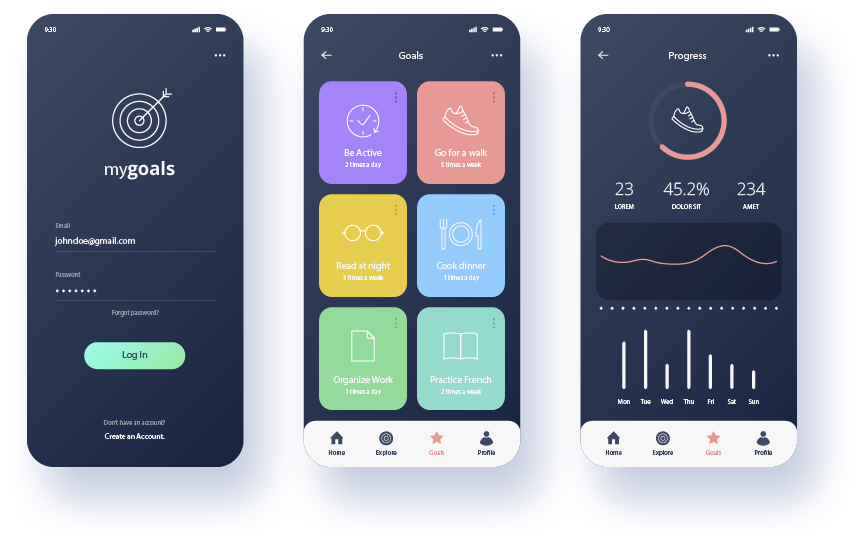 9:30
mygoals
Email
johndoe@gmail.com
Password
Forgot password?
Log In
Don't have an account?
Create an Account.
9:30
Goals
Be Active
2 times a day
Go for a walk
5 times a week
Read at night
3 times a week
Cook dinner
1 times a day
Organize Work
1 times a day
Practice French
2 times a week
Home Explore Goals Profile
9:30
Progress
23 45.2% 234
LOREM DOLOR SIT AMET
Mon Tue Wed Thu Fri Sat Sun
Home Explore Goals Profile